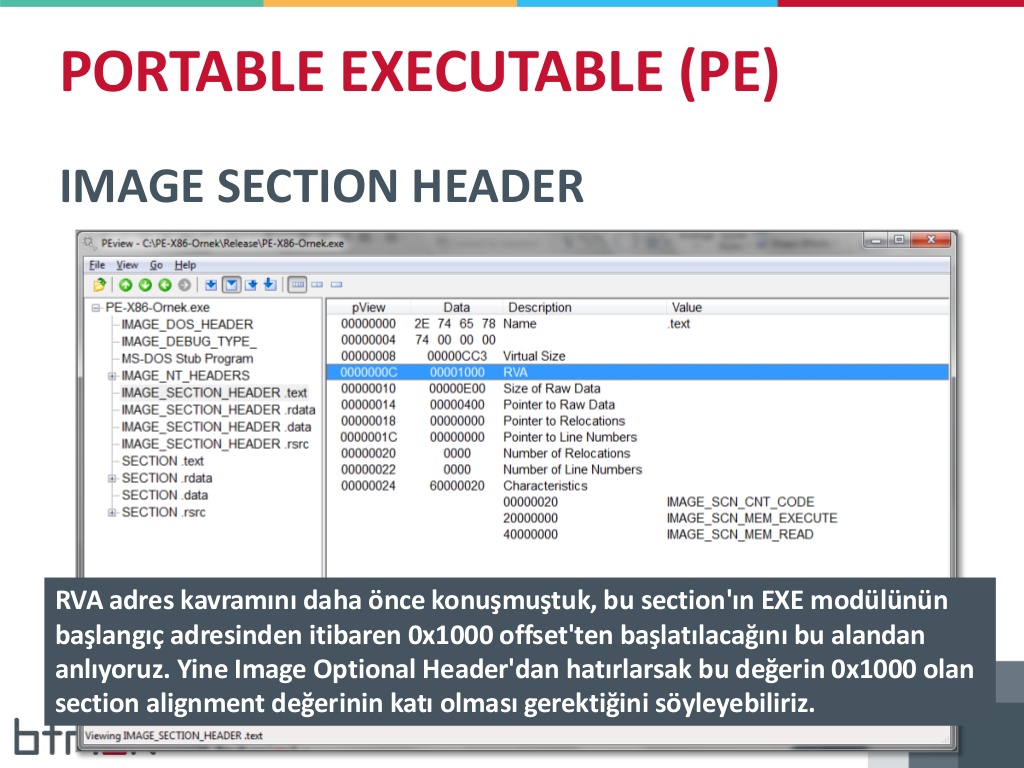 PORTABLE EXECUTABLE (PE)
IMAGE SECTION HEADER
PEview - C:\PE-X86-Ornek\Release\PE-X86-Ornek.exe
File View Go Help
PE-X86-Ornek.exe
IMAGE_DOS_HEADER
IMAGE_DEBUG_TYPE_
MS-DOS Stub Program
IMAGE_NT_HEADERS
IMAGE_SECTION_HEADER .text
IMAGE_SECTION_HEADER .rdata
IMAGE_SECTION_HEADER .data
IMAGE_SECTION_HEADER .rsrc
SECTION .text
SECTION .rdata
SECTION .data
SECTION .rsrc
pView Data Description Value
00000000 2E 74 65 78 Name .text
00000004 74 00 00 00
00000008 00000CC3 Virtual Size
0000000C 00001000 RVA
00000010 00000E00 Size of Raw Data
00000014 00000400 Pointer to Raw Data
00000018 00000000 Pointer to Relocations
0000001C 00000000 Pointer to Line Numbers
00000020 0000 Number of Relocations
00000022 0000 Number of Line Numbers
00000024 60000020 Characteristics
00000020 IMAGE_SCN_CNT_CODE
20000000 IMAGE_SCN_MEM_EXECUTE
40000000 IMAGE_SCN_MEM_READ
RVA adres kavramını daha önce konuşmuştuk, bu section'ın EXE modülünün
başlangıç adresinden itibaren 0x1000 offset'ten başlatılacağını bu alandan
anlıyoruz. Yine Image Optional Header'dan hatırlarsak bu değerin 0x1000 olan
section alignment değerinin katı olması gerektiğini söyleyebiliriz.
Viewing IMAGE_SECTION_HEADER .text